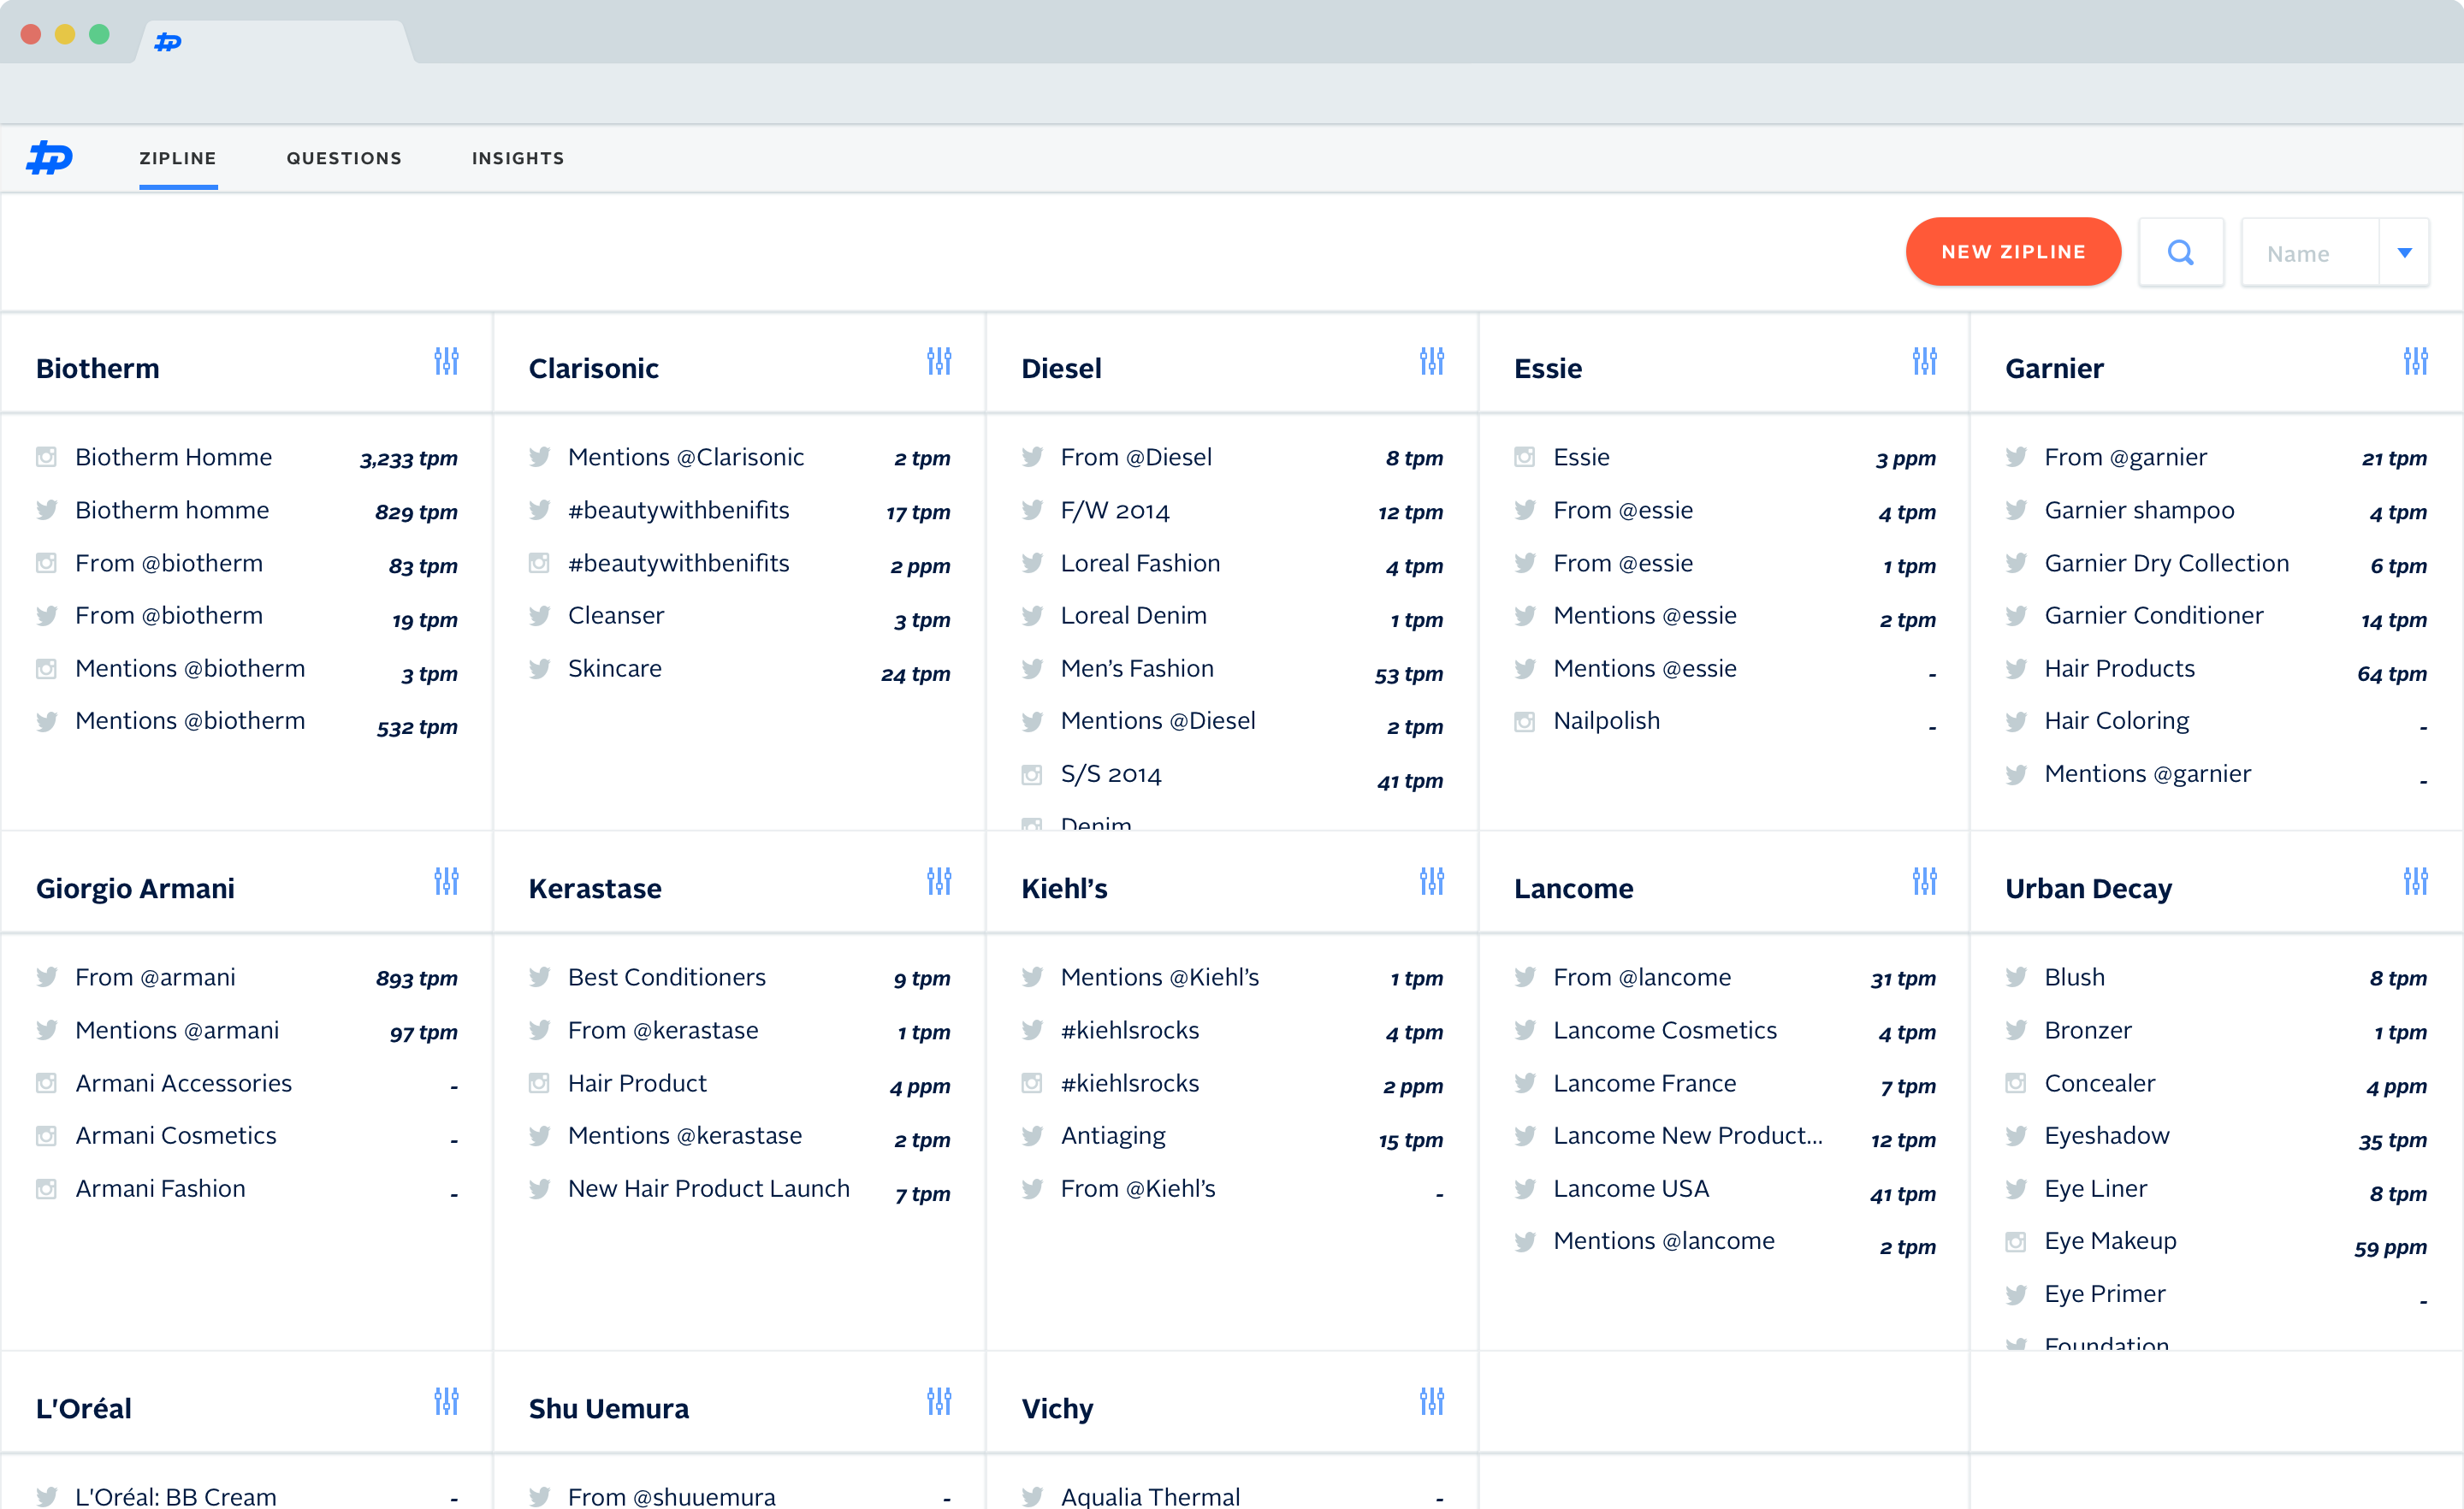 ZIPLINE QUESTIONS INSIGHTS
NEW ZIPLINE Name
Biotherm
Biotherm Homme 3,233 tpm
Biotherm homme 829 tpm
From @biotherm 83 tpm
From @biotherm 19 tpm
Mentions @biotherm 3 tpm
Mentions @biotherm 532 tpm
Clarisonic
Mentions @Clarisonic 2 tpm
#beautywithbenifits 17 tpm
#beautywithbenifits 2 ppm
Cleanser 3 tpm
Skincare 24 tpm
Diesel
From @Diesel 8 tpm
F/W 2014 12 tpm
Loreal Fashion 4 tpm
Loreal Denim 1 tpm
Men’s Fashion 53 tpm
Mentions @Diesel 2 tpm
S/S 2014 41 tpm
Denim
Essie
Essie 3 ppm
From @essie 4 tpm
From @essie 1 tpm
Mentions @essie 2 tpm
Mentions @essie -
Nailpolish -
Garnier
From @garnier 21 tpm
Garnier shampoo 4 tpm
Garnier Dry Collection 6 tpm
Garnier Conditioner 14 tpm
Hair Products 64 tpm
Hair Coloring -
Mentions @garnier -
Giorgio Armani
From @armani 893 tpm
Mentions @armani 97 tpm
Armani Accessories -
Armani Cosmetics -
Armani Fashion -
Kerastase
Best Conditioners 9 tpm
From @kerastase 1 tpm
Hair Product 4 ppm
Mentions @kerastase 2 tpm
New Hair Product Launch 7 tpm
Kiehl’s
Mentions @Kiehl’s 1 tpm
#kiehlsrocks 4 tpm
#kiehlsrocks 2 ppm
Antiaging 15 tpm
From @Kiehl’s -
Lancome
From @lancome 31 tpm
Lancome Cosmetics 4 tpm
Lancome France 7 tpm
Lancome New Product... 12 tpm
Lancome USA 41 tpm
Mentions @lancome 2 tpm
Urban Decay
Blush 8 tpm
Bronzer 1 tpm
Concealer 4 ppm
Eyeshadow 35 tpm
Eye Liner 8 tpm
Eye Makeup 59 ppm
Eye Primer -
Foundation
L'Oréal
L'Oréal: BB Cream -
Shu Uemura
From @shuuemura -
Vichy
Aqualia Thermal -